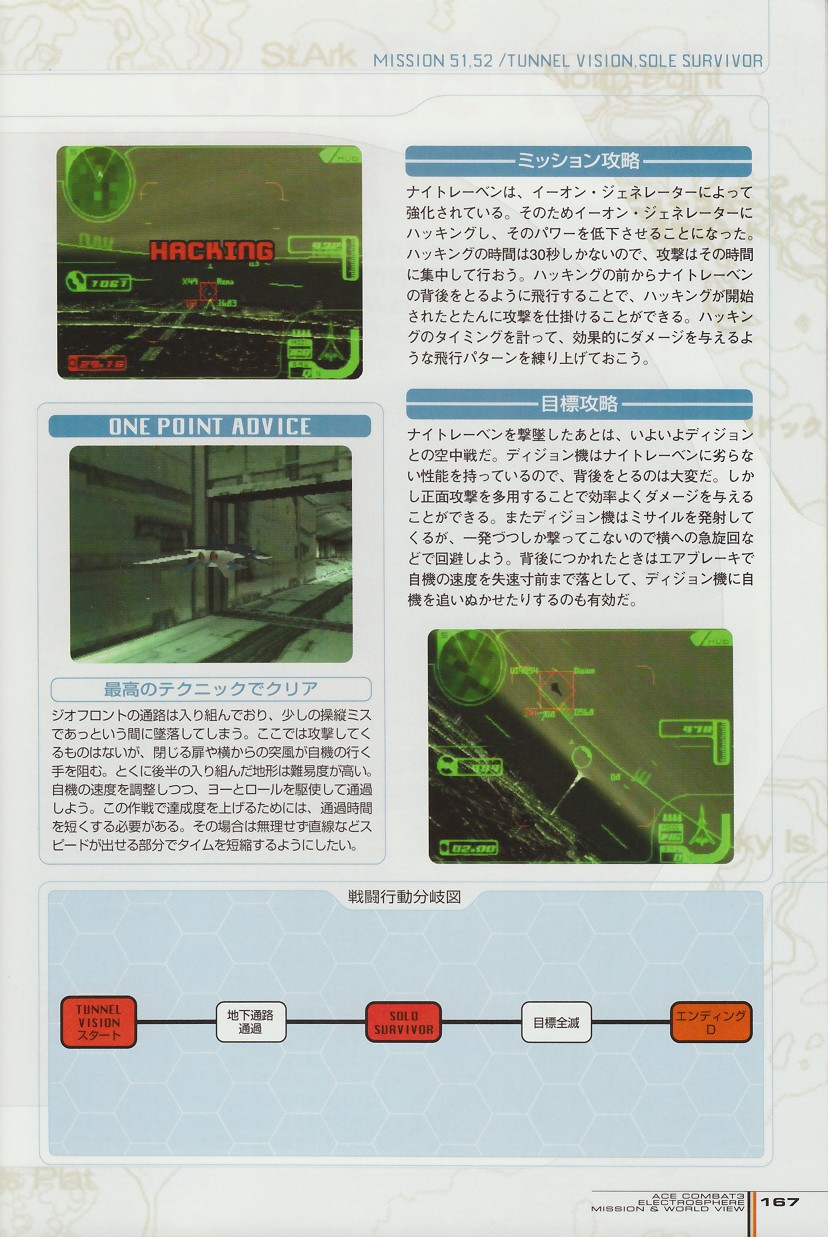 MISSION 51,52 /TUNNEL VISION,SOLE SURVIVOR
St.Ark
North Point
HUD
HACKING
1067
X49
Rena
1603
29.16
ミッション攻略
ナイトレーベンは、イーオン・ジェネレーターによって
強化されている。そのためイーオン・ジェネレーターに
ハッキングし、そのパワーを低下させることになった。
ハッキングの時間は30秒しかないので、攻撃はその時間
に集中して行おう。ハッキングの前からナイトレーベン
の背後をとるように飛行することで、ハッキングが開始
されたとたんに攻撃を仕掛けることができる。ハッキン
グのタイミングを計って、効果的にダメージを与えるよ
うな飛行パターンを練り上げておこう。
目標攻略
ナイトレーベンを撃墜したあとは、いよいよディジョン
との空中戦だ。ディジョン機はナイトレーベンに劣らな
い性能を持っているので、背後をとるのは大変だ。しか
し正面攻撃を多用することで効率よくダメージを与える
ことができる。またディジョン機はミサイルを発射して
くるが、一発づつしか撃ってこないので横への急旋回な
どで回避しよう。背後につかれたときはエアブレーキで
自機の速度を失速寸前まで落として、ディジョン機に自
機を追いぬかせたりするのも有効だ。
HUD
478
02.00
ONE POINT ADVICE
最高のテクニックでクリア
ジオフロントの通路は入り組んでおり、少しの操縦ミス
であっという間に墜落してしまう。ここでは攻撃してく
るものはないが、閉じる扉や横からの突風が自機の行く
手を阻む。とくに後半の入り組んだ地形は難易度が高い。
自機の速度を調整しつつ、ヨーとロールを駆使して通過
しよう。この作戦で達成度を上げるためには、通過時間
を短くする必要がある。その場合は無理せず直線などス
ピードが出せる部分でタイムを短縮するようにしたい。
戦闘行動分岐図
TUNNEL
VISION
スタート
地下通路
通過
SOLO
SURVIVOR
目標全滅
エンディング
D
ky Is.
s Plat
ACE COMBAT3
ELECTROSPHERE
MISSION & WORLD VIEW
167